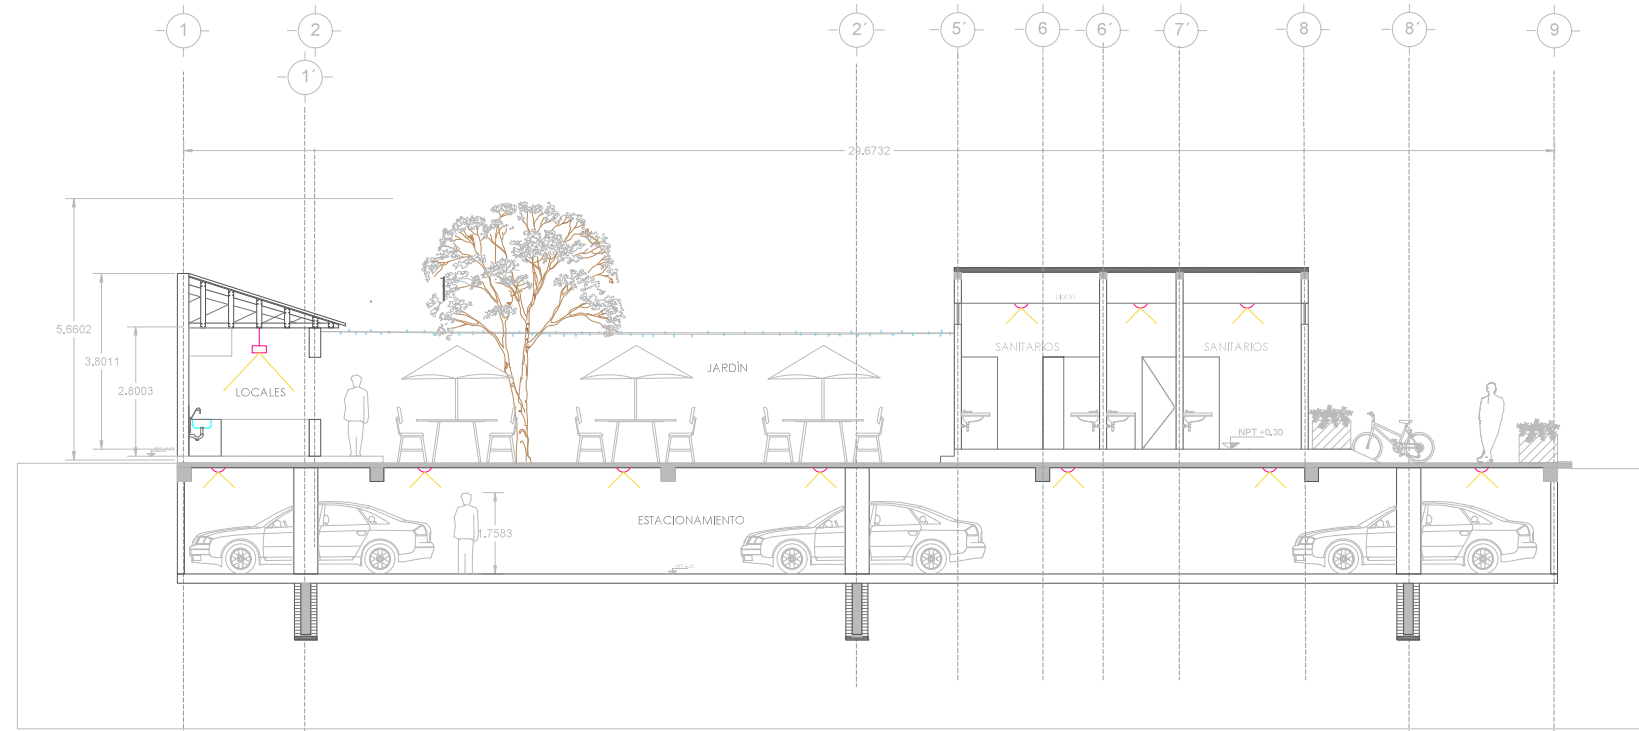 1
2
1´
2´
5´
6
6´
7´
8
8´
9
29.6732
5.6602
3.8011
2.8003
plafón
SANITARIOS
SANITARIOS
JARDÍN
LOCALES
NPT +0.30
ESTACIONAMIENTO
1.7583